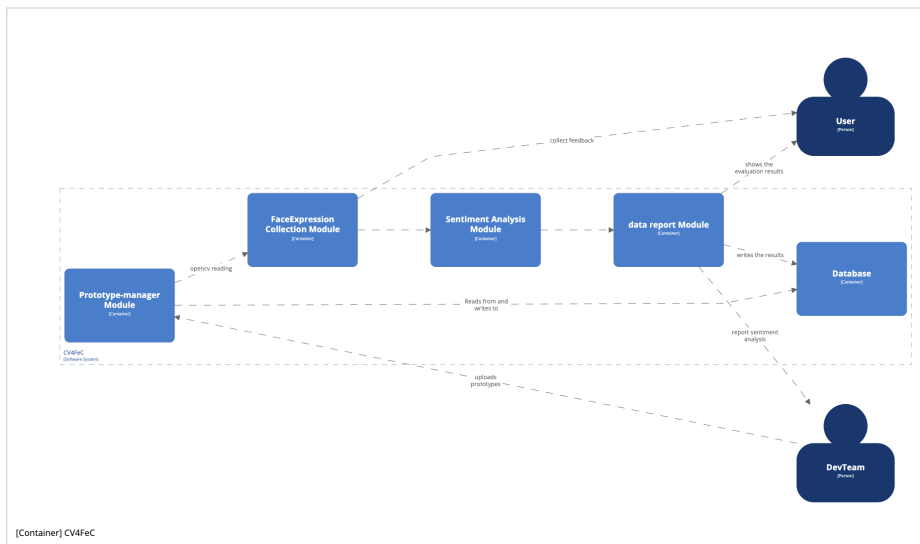 User
[Person]
collect feedback
shows the
evaluation results
FaceExpression
Collection Module
[Container]
Sentiment Analysis
Module
[Container]
data report Module
[Container]
writes the results
Database
[Container]
opencv reading
Prototype-manager
Module
[Container]
Reads from and
writes to
report sentiment
analysis
CV4FeC
[Software System]
uploads
prototypes
DevTeam
[Person]
[Container] CV4FeC